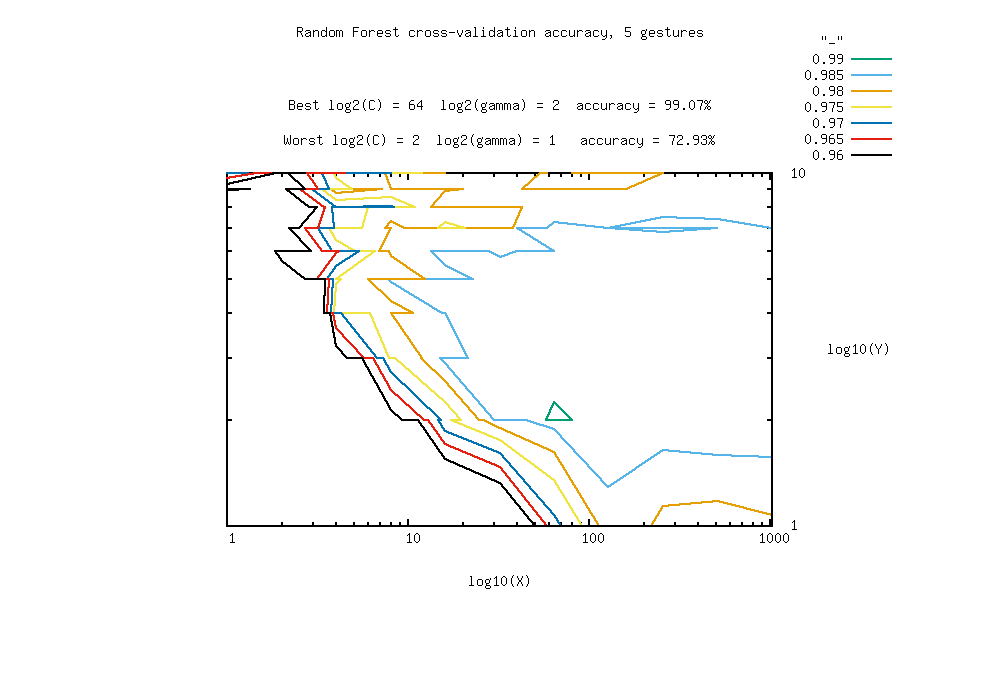 Random Forest cross-validation accuracy, 5 gestures
"_"
0.99
0.985
0.98
0.975
0.97
0.965
0.96
Best log2(C) = 64  log2(gamma) = 2  accuracy = 99.07%
Worst log2(C) = 2  log2(gamma) = 1   accuracy = 72.93%
10
log10(Y)
1
1 10 100 1000
log10(X)